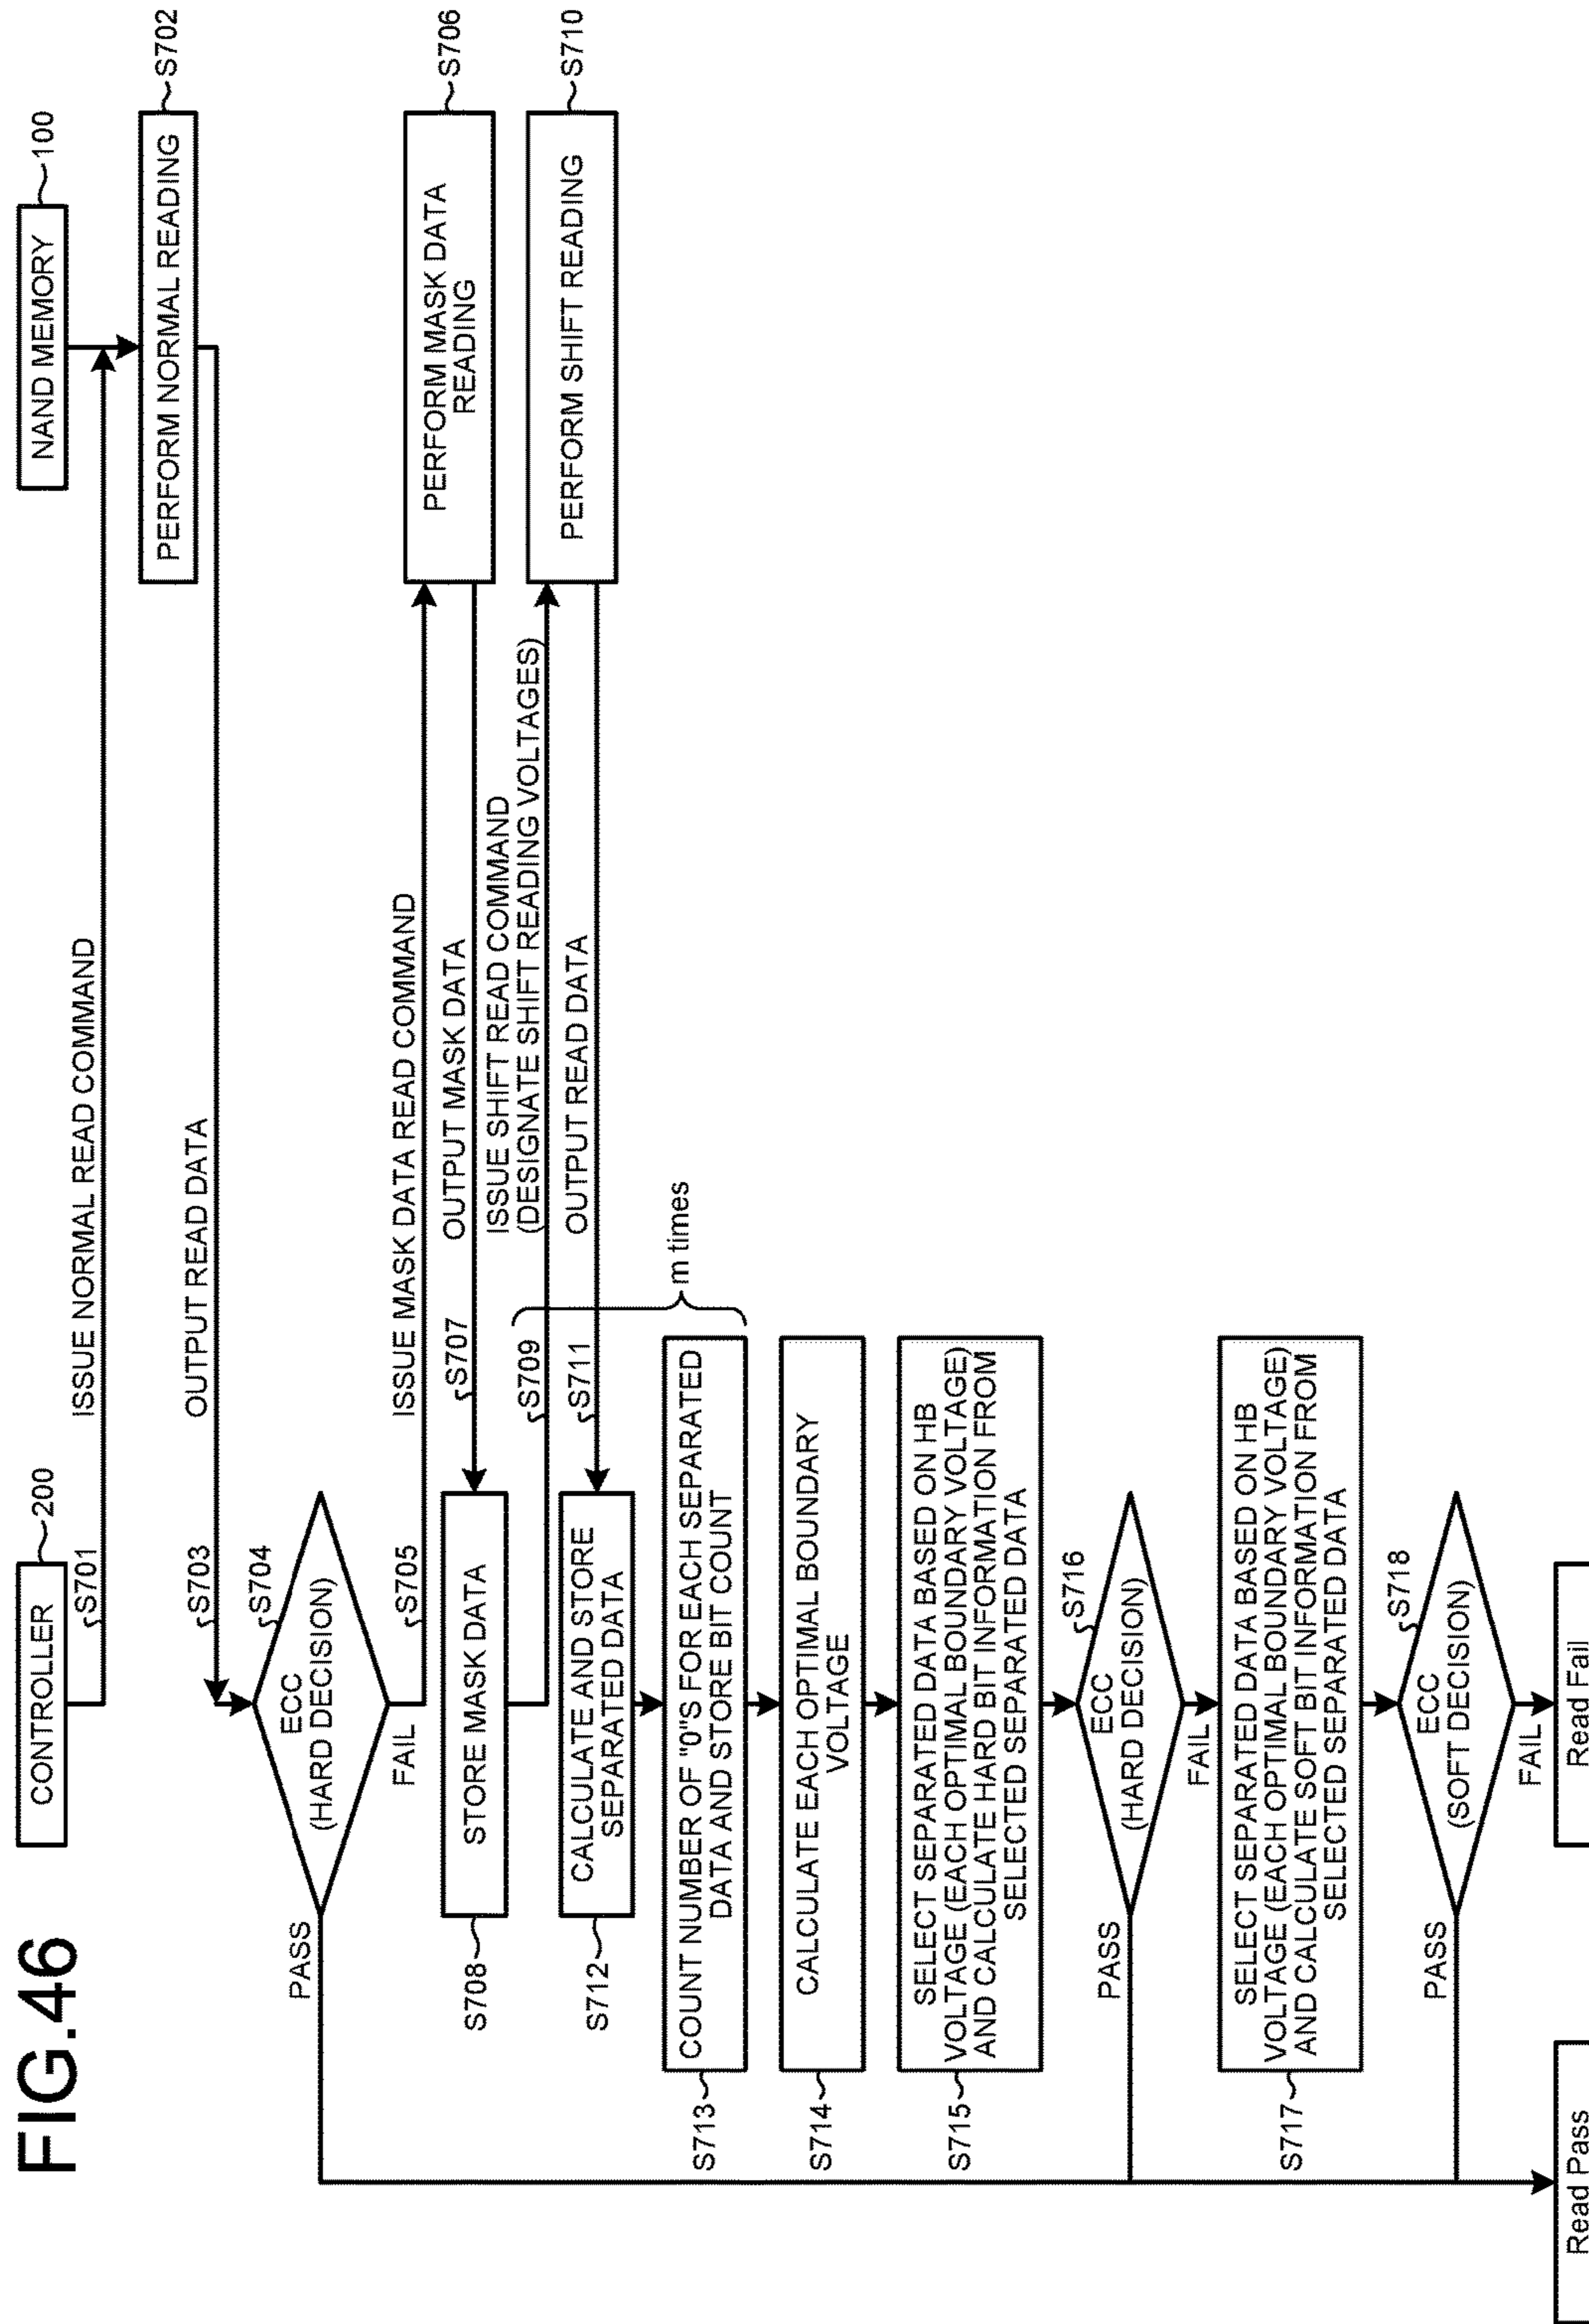 FIG.46
CONTROLLER
200
NAND MEMORY
100
S701
ISSUE NORMAL READ COMMAND
PERFORM NORMAL READING
S702
S703
OUTPUT READ DATA
S704
ECC
(HARD DECISION)
PASS
FAIL
S705
ISSUE MASK DATA READ COMMAND
PERFORM MASK DATA
READING
S706
S707
OUTPUT MASK DATA
S708
STORE MASK DATA
S709
ISSUE SHIFT READ COMMAND
(DESIGNATE SHIFT READING VOLTAGES)
PERFORM SHIFT READING
S710
S711
OUTPUT READ DATA
S712
CALCULATE AND STORE
SEPARATED DATA
m times
S713
COUNT NUMBER OF "0"S FOR EACH SEPARATED
DATA AND STORE BIT COUNT
S714
CALCULATE EACH OPTIMAL BOUNDARY
VOLTAGE
S715
SELECT SEPARATED DATA BASED ON HB
VOLTAGE (EACH OPTIMAL BOUNDARY VOLTAGE)
AND CALCULATE HARD BIT INFORMATION FROM
SELECTED SEPARATED DATA
S716
ECC
(HARD DECISION)
PASS
FAIL
S717
SELECT SEPARATED DATA BASED ON HB
VOLTAGE (EACH OPTIMAL BOUNDARY VOLTAGE)
AND CALCULATE SOFT BIT INFORMATION FROM
SELECTED SEPARATED DATA
S718
ECC
(SOFT DECISION)
PASS
FAIL
Read Pass
Read Fail